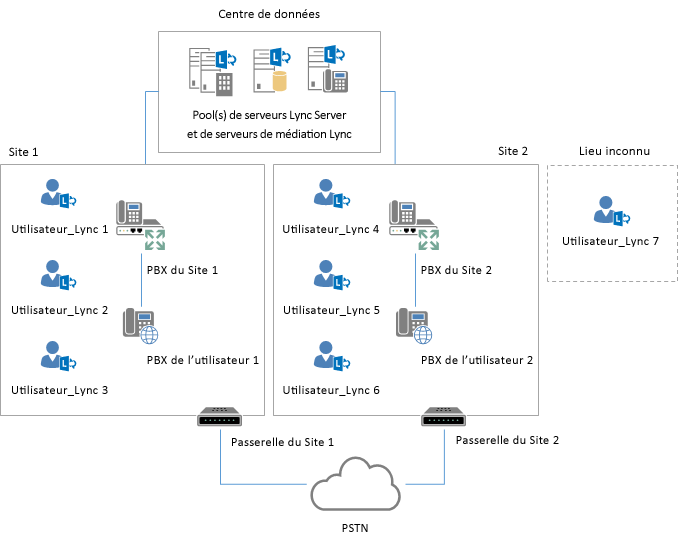 Centre de données
Pool(s) de serveurs Lync Server
et de serveurs de médiation Lync
Site 1
Site 2
Lieu inconnu
Utilisateur_Lync 1
Utilisateur_Lync 4
Utilisateur_Lync 7
PBX du Site 1
PBX du Site 2
Utilisateur_Lync 2
Utilisateur_Lync 5
PBX de l'utilisateur 1
PBX de l'utilisateur 2
Utilisateur_Lync 3
Utilisateur_Lync 6
Passerelle du Site 1
Passerelle du Site 2
PSTN